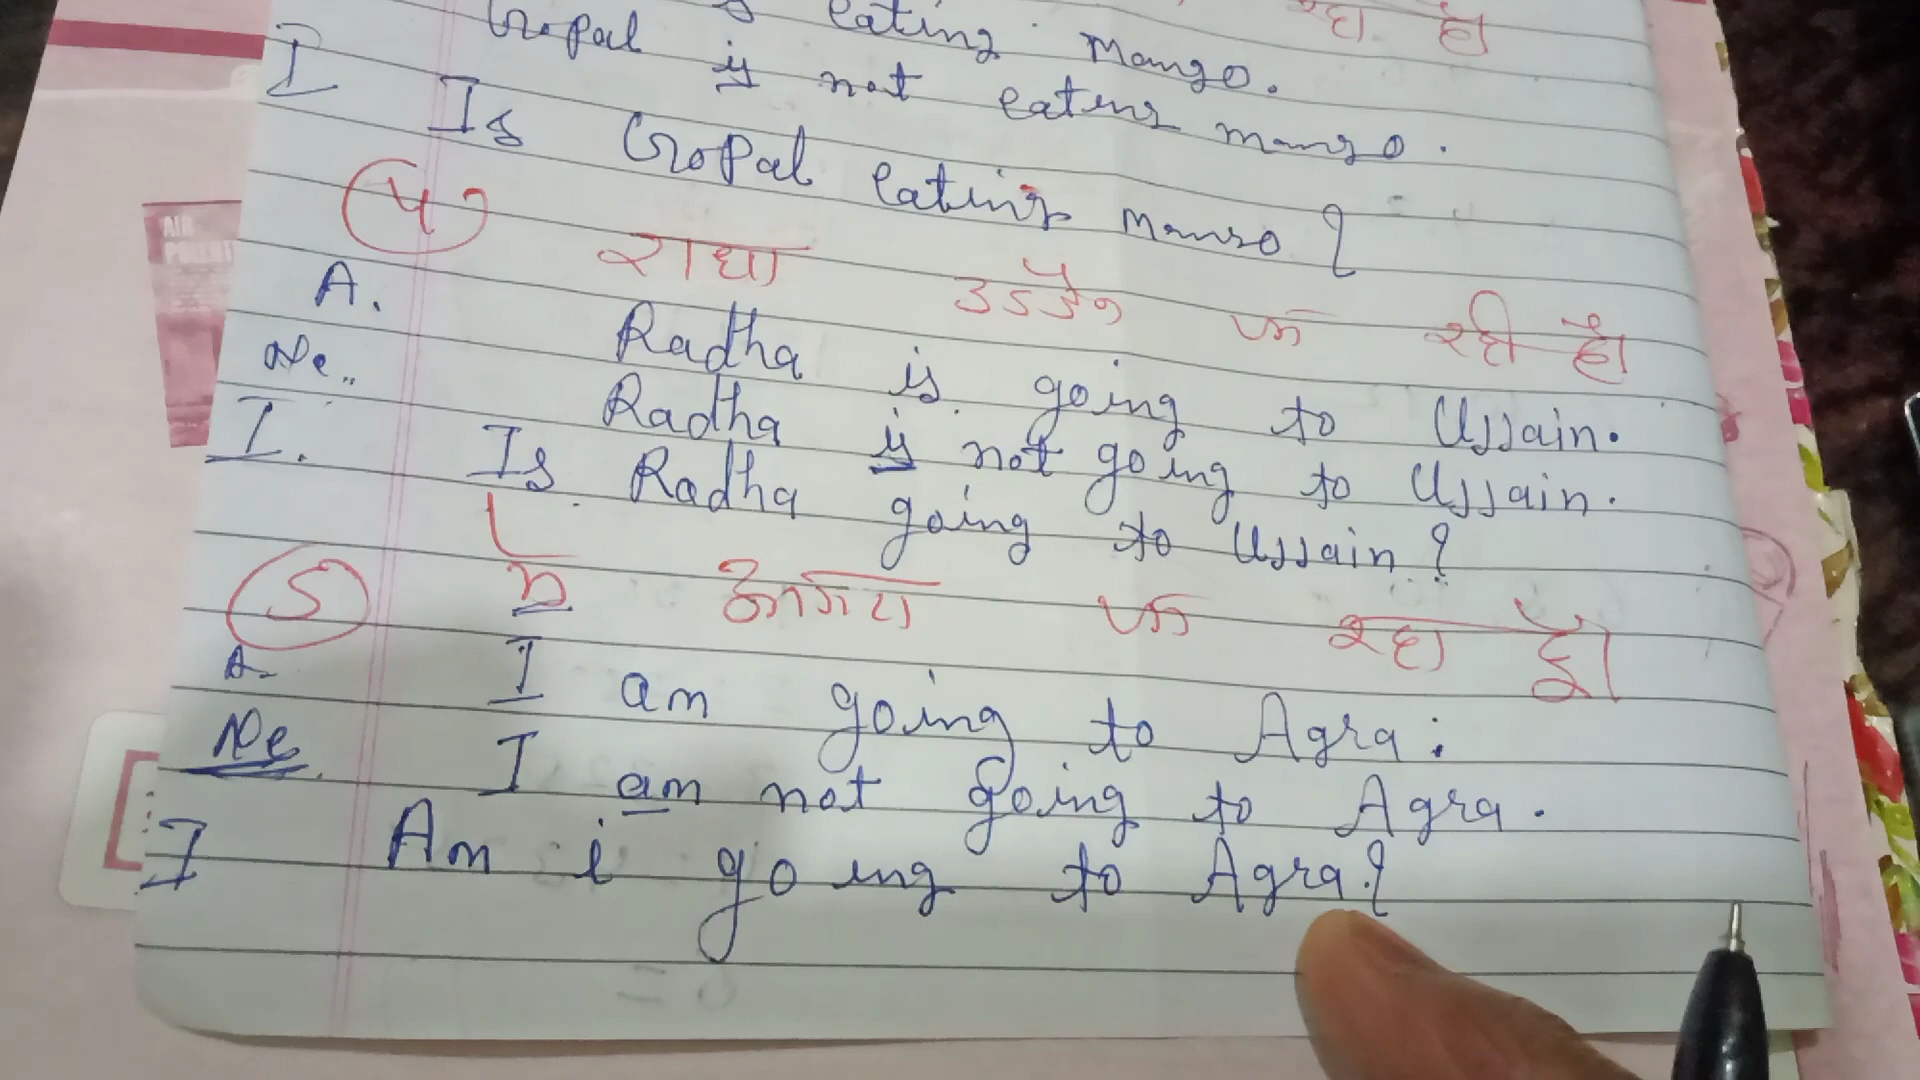 रहा है
eating Mango.
Gopal is not eating mango.
I Is Gopal eating Mango?
4 राधा उज्जैन जा रही है
A. Radha is going to Ujjain.
Ne.. Radha is not going to Ujjain.
I. Is Radha going to Ujjain?
5 मैं आगरा जा रहा हूँ
A- I am going to Agra.
Ne I am not going to Agra.
I Am i going to Agra?
AIR